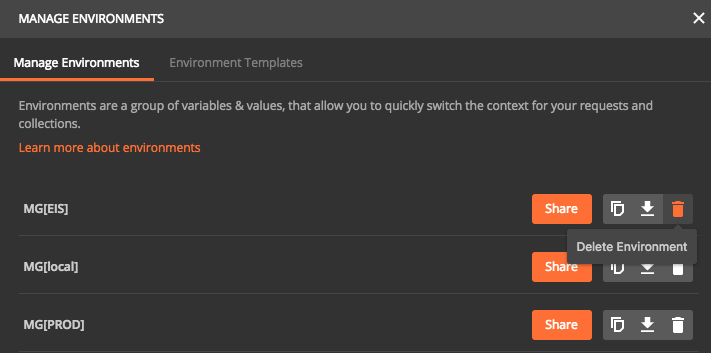 MANAGE ENVIRONMENTS
Manage Environments Environment Templates
Environments are a group of variables & values, that allow you to quickly switch the context for your requests and
collections.
Learn more about environments
MG[EIS] Share
Delete Environment
MG[local] Share
MG[PROD] Share